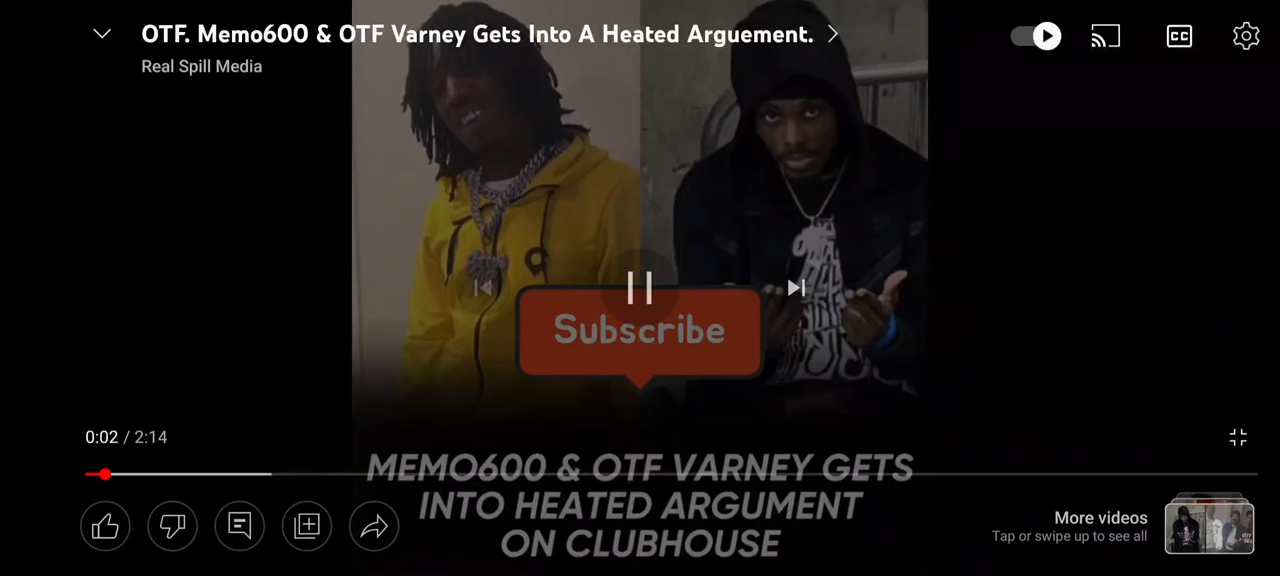 OTF. Memo600 & OTF Varney Gets Into A Heated Arguement.
Real Spill Media
CC
Subscribe
0:02 / 2:14
MEMO600 & OTF VARNEY GETS
INTO HEATED ARGUMENT
ON CLUBHOUSE
More videos
Tap or swipe up to see all